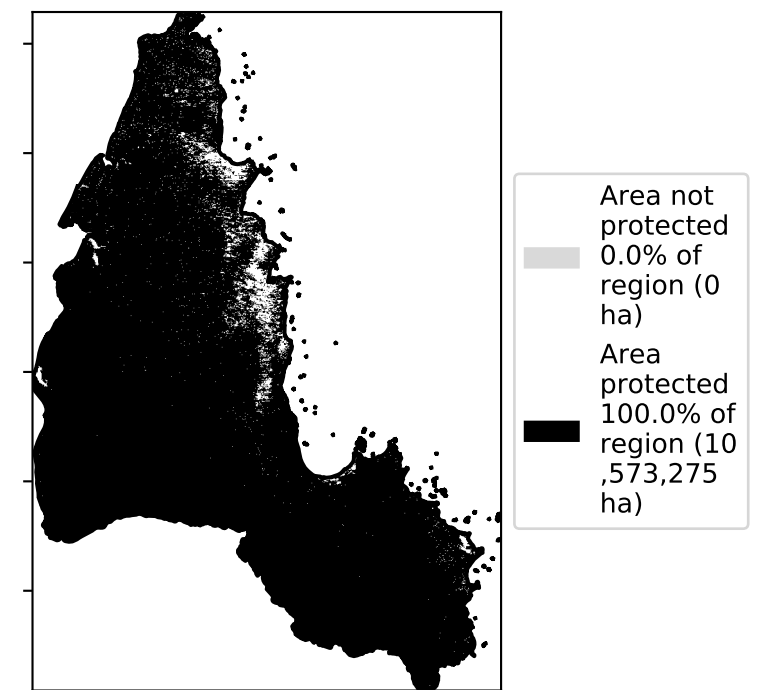 Area not
protected
0.0% of
region (0
ha)
Area
protected
100.0% of
region (10
,573,275
ha)